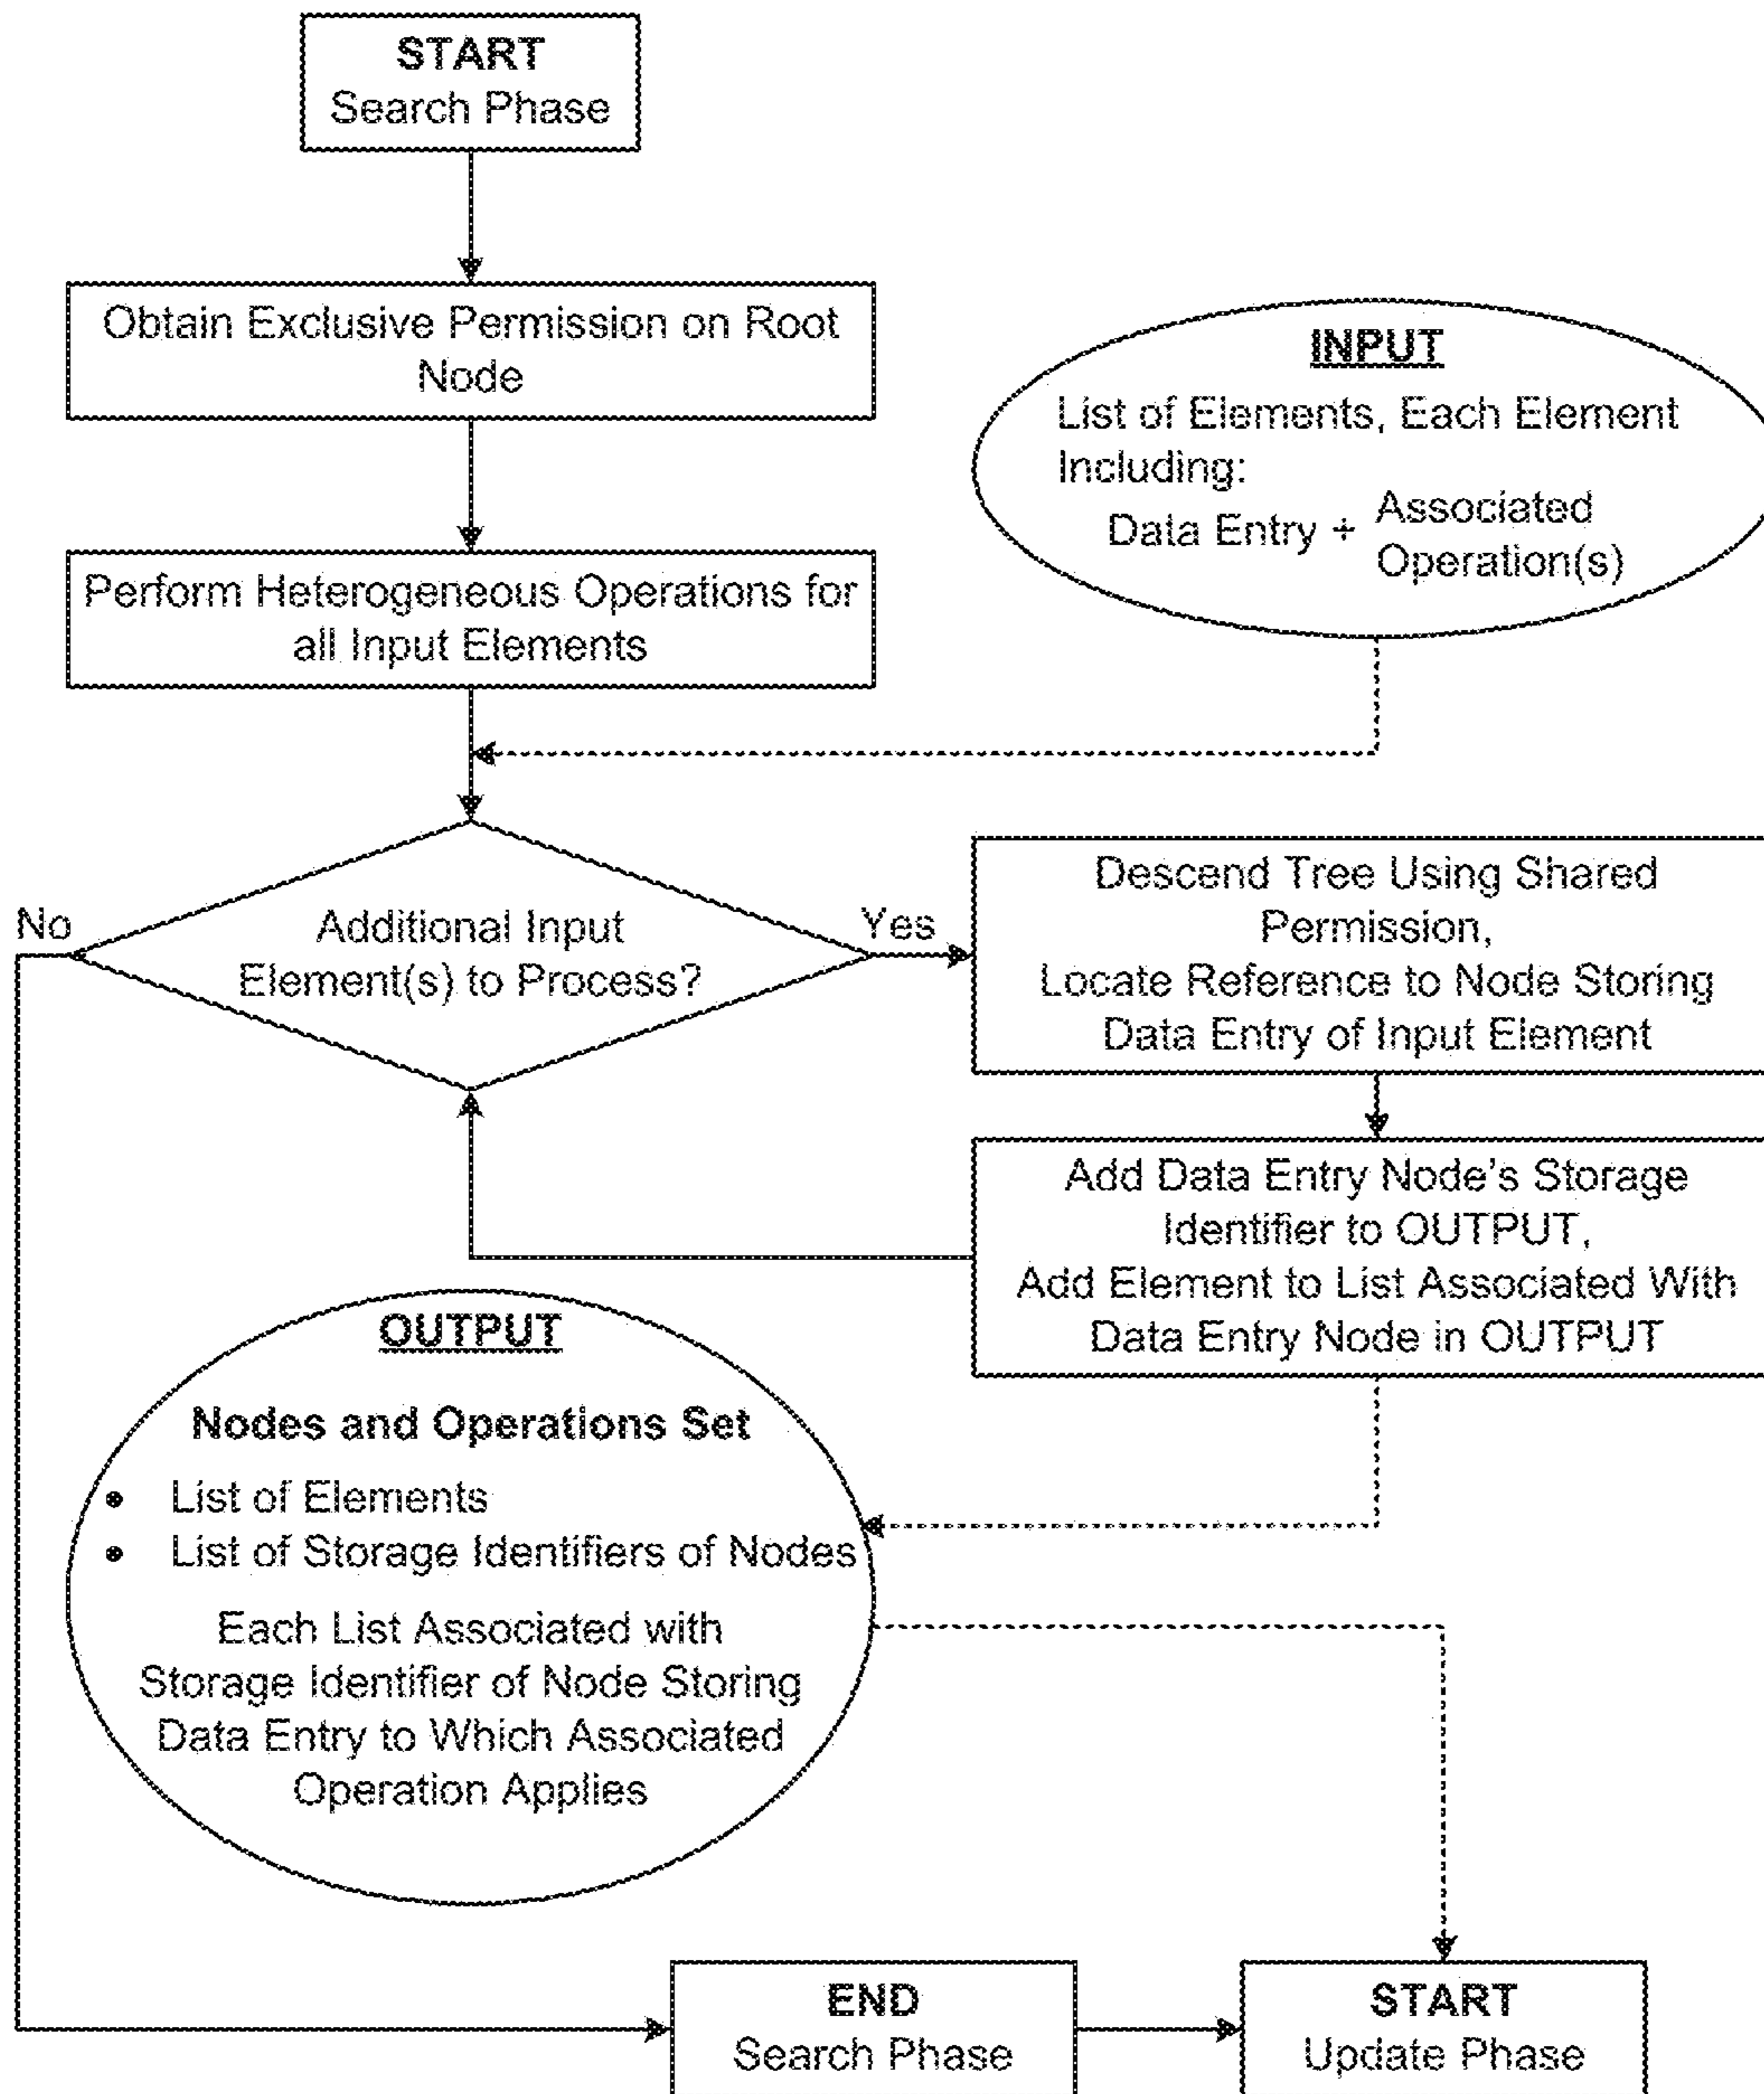 START
Search Phase
Obtain Exclusive Permission on Root
Node
INPUT
List of Elements, Each Element
Including:
Data Entry + Associated
Operation(s)
Perform Heterogeneous Operations for
all Input Elements
No
Additional Input
Element(s) to Process?
Yes
Descend Tree Using Shared
Permission,
Locate Reference to Node Storing
Data Entry of Input Element
Add Data Entry Node's Storage
Identifier to OUTPUT,
Add Element to List Associated With
Data Entry Node in OUTPUT
OUTPUT
Nodes and Operations Set
• List of Elements
• List of Storage Identifiers of Nodes
Each List Associated with
Storage Identifier of Node Storing
Data Entry to Which Associated
Operation Applies
END
Search Phase
START
Update Phase